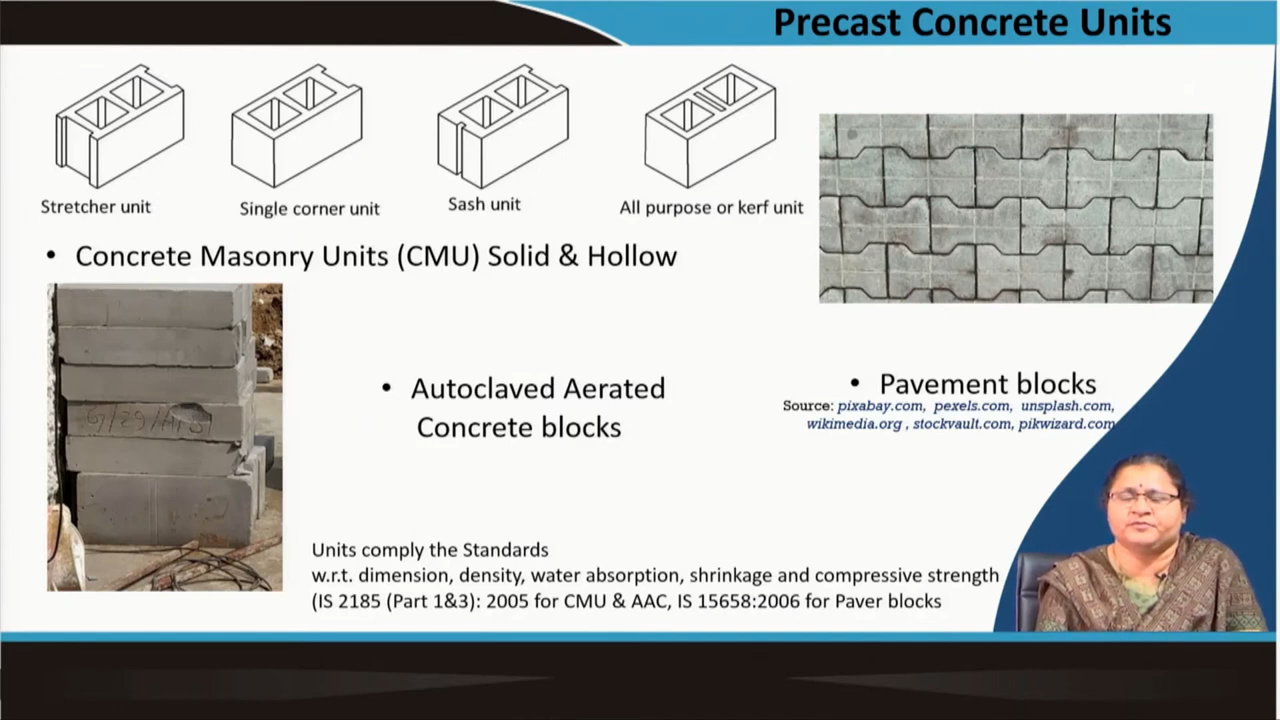 Precast Concrete Units
Stretcher unit
Single corner unit
Sash unit
All purpose or kerf unit
• Concrete Masonry Units (CMU) Solid & Hollow
• Autoclaved Aerated
Concrete blocks
• Pavement blocks
Source: pixabay.com, pexels.com, unsplash.com,
wikimedia.org , stockvault.com, pikwizard.com
Units comply the Standards
w.r.t. dimension, density, water absorption, shrinkage and compressive strength
(IS 2185 (Part 1&3): 2005 for CMU & AAC, IS 15658:2006 for Paver blocks